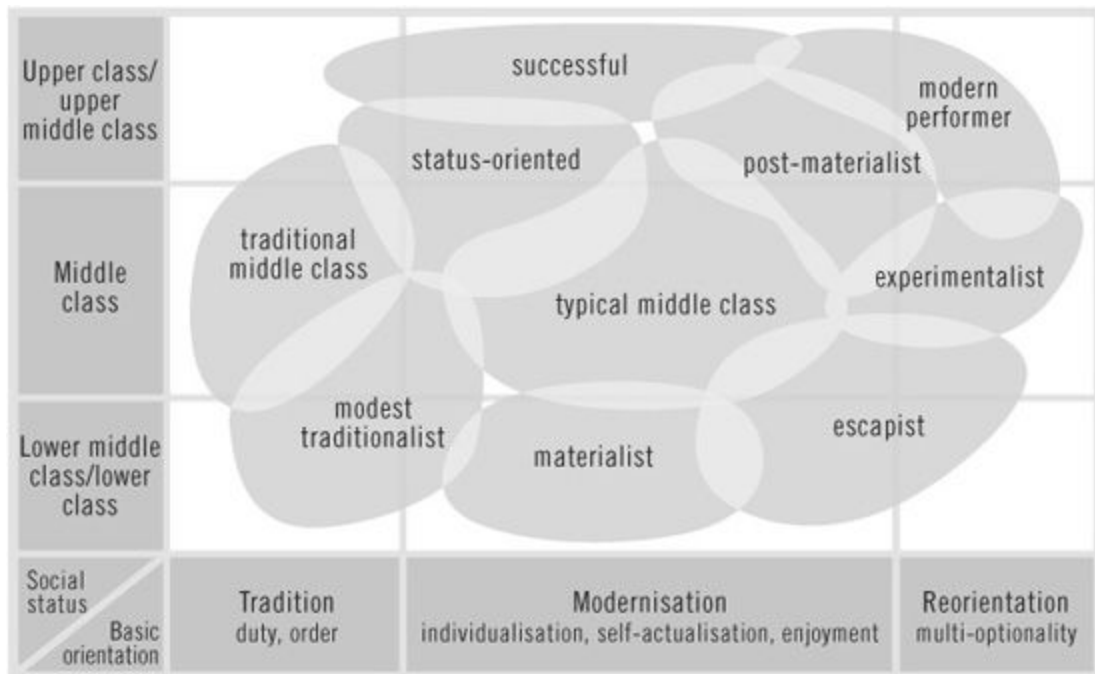 Upper class/
upper
middle class
successful
modern
performer
status-oriented
post-materialist
Middle
class
traditional
middle class
typical middle class
experimentalist
Lower middle
class/lower
class
modest
traditionalist
materialist
escapist
Social
status
Basic
orientation
Tradition
duty, order
Modernisation
individualisation, self-actualisation, enjoyment
Reorientation
multi-optionality